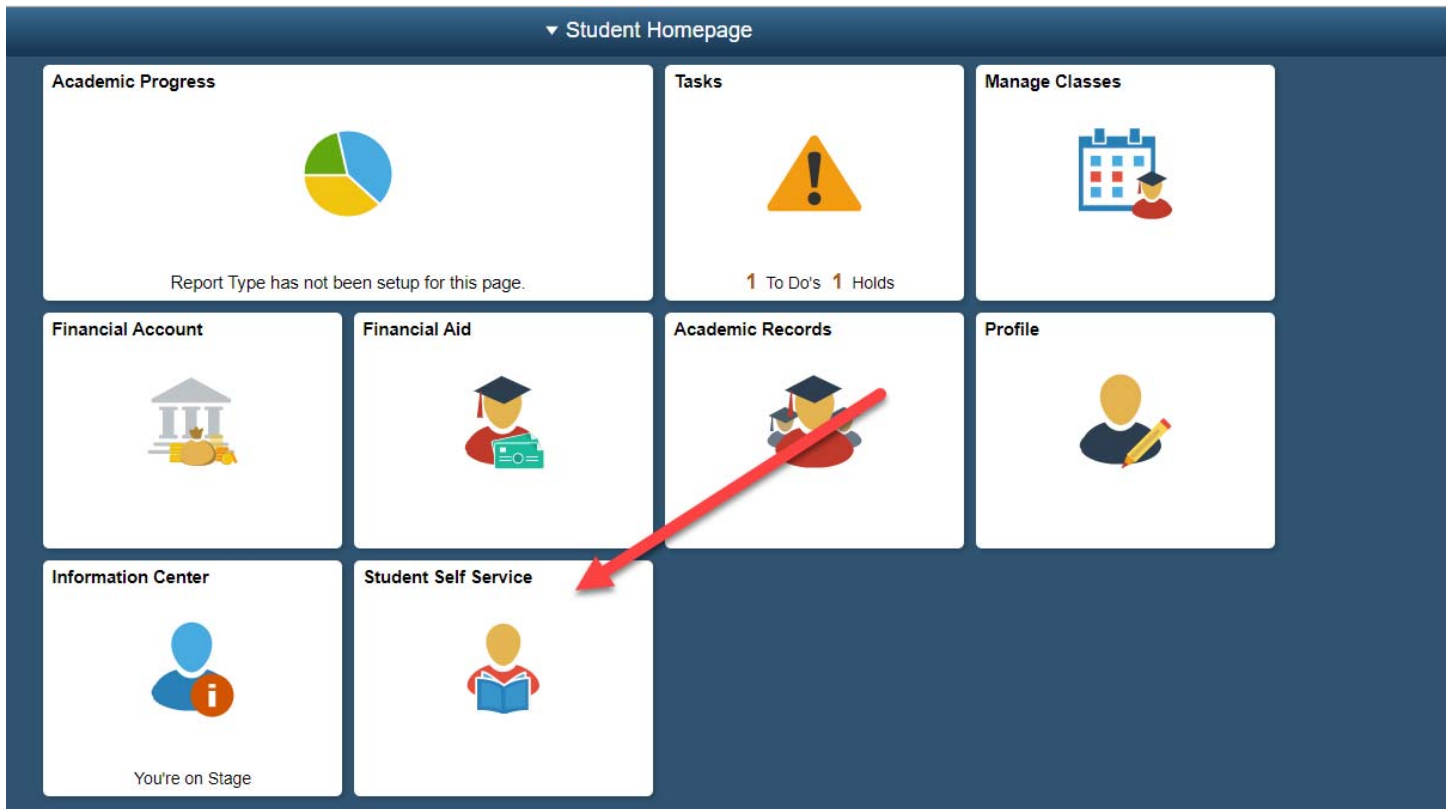 ▾ Student Homepage
Academic Progress
Report Type has not been setup for this page.
Tasks
1 To Do's 1 Holds
Manage Classes
Financial Account
Financial Aid
Academic Records
Profile
Information Center
You're on Stage
Student Self Service